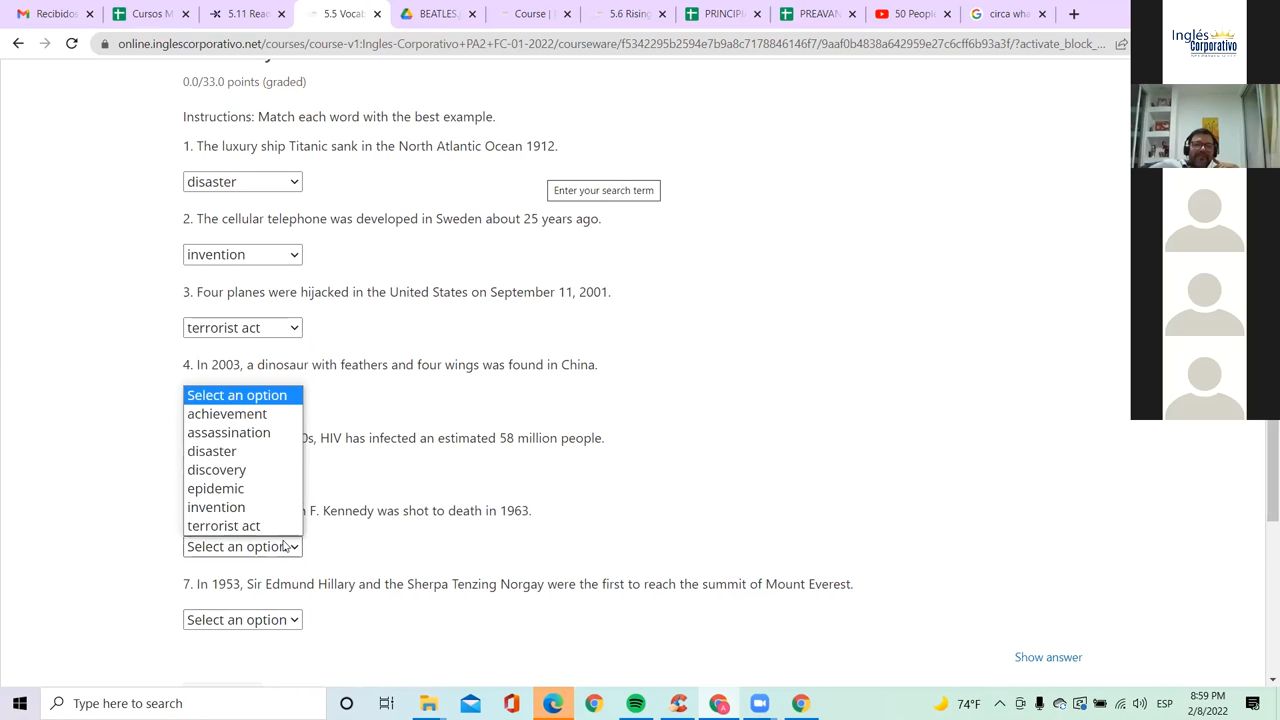 Recibidos
Cursos M
5.11 Read
5.5 Vocab
BEATLES
Course |
5.6 Rising
PRINCIPI
PREAVAN
50 People
circa wha
online.inglescorporativo.net/courses/course-v1:Ingles-Corporativo+PA2+FC-01-2022/courseware/f5342295b2594e7b9a8c7178846146f7/9aaf0b4838a642959e27c6cff6b93a3f/?activate_block_...
Inglés
Corporativo
0.0/33.0 points (graded)
Instructions: Match each word with the best example.
1. The luxury ship Titanic sank in the North Atlantic Ocean 1912.
disaster
Enter your search term
2. The cellular telephone was developed in Sweden about 25 years ago.
invention
3. Four planes were hijacked in the United States on September 11, 2001.
terrorist act
4. In 2003, a dinosaur with feathers and four wings was found in China.
Select an option
achievement
assassination
disaster
0s, HIV has infected an estimated 58 million people.
discovery
epidemic
invention
F. Kennedy was shot to death in 1963.
terrorist act
Select an option
7. In 1953, Sir Edmund Hillary and the Sherpa Tenzing Norgay were the first to reach the summit of Mount Everest.
Select an option
Show answer
Type here to search
74°F
ESP
8:59 PM
2/8/2022